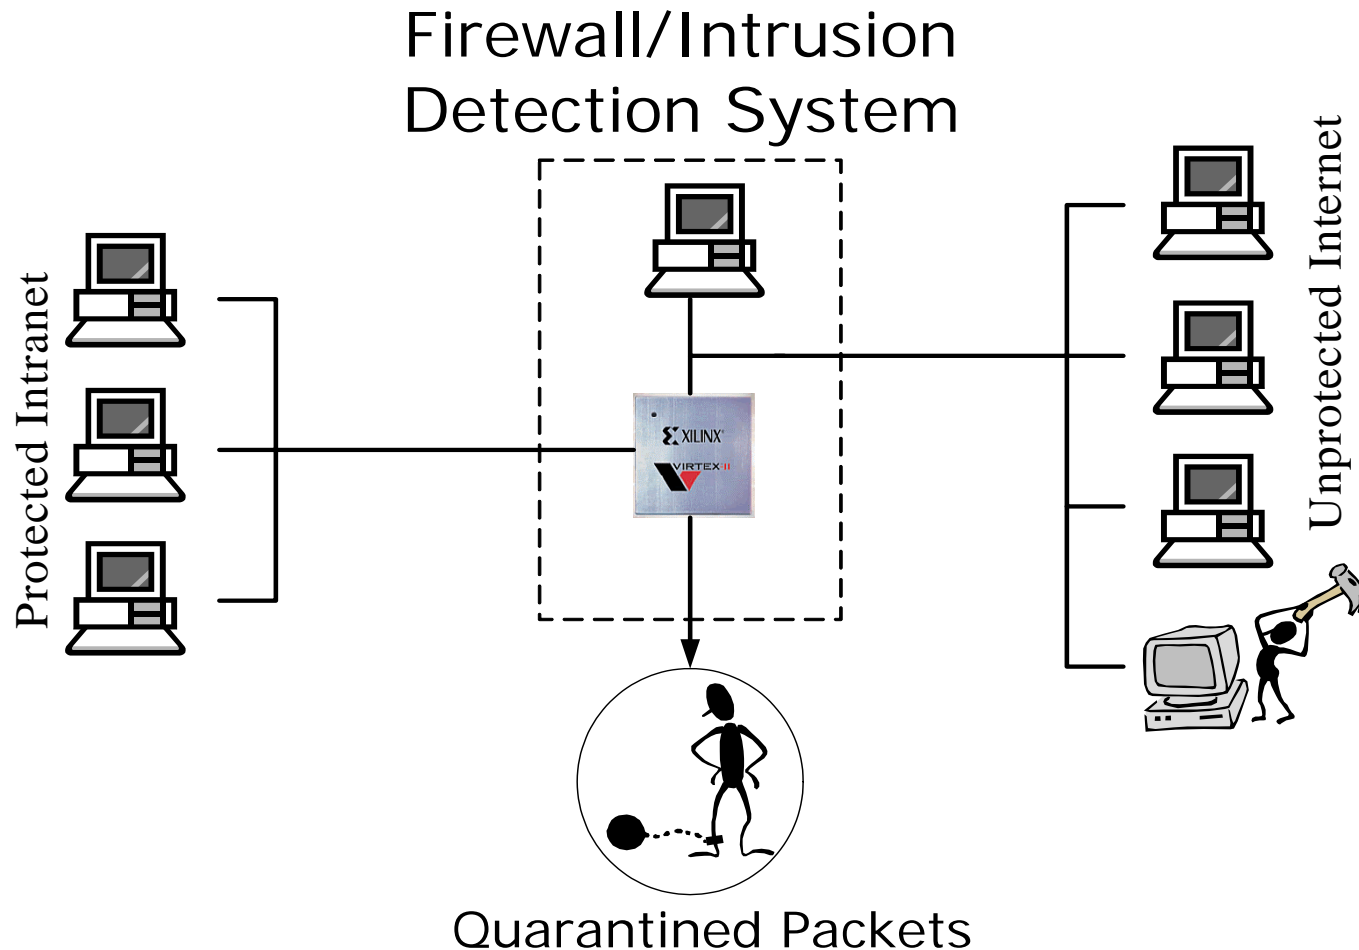 Firewall/Intrusion
Detection System
Protected Intranet
Unprotected Internet
XILINX
VIRTEX-II
Quarantined Packets